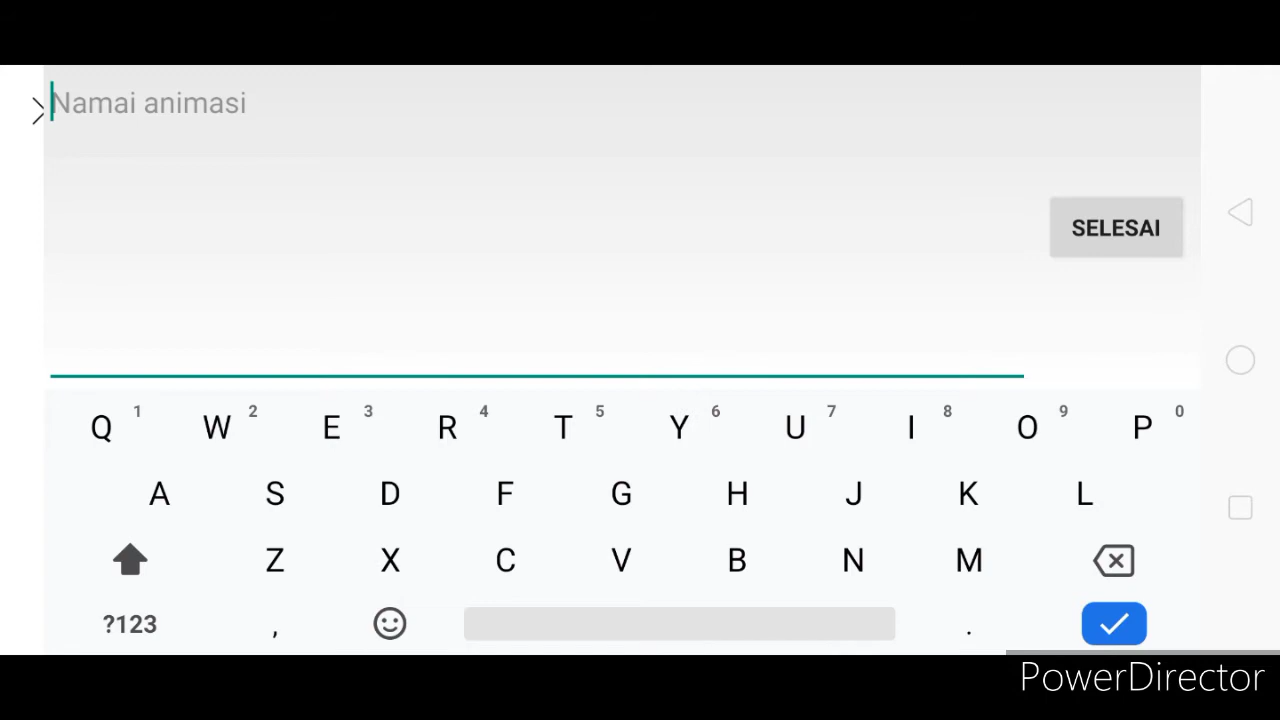 Namai animasi
SELESAI
Q 1 W 2 E 3 R 4 T 5 Y 6 U 7 I 8 O 9 P 0
A S D F G H J K L
Z X C V B N M
?123 , .
PowerDirector